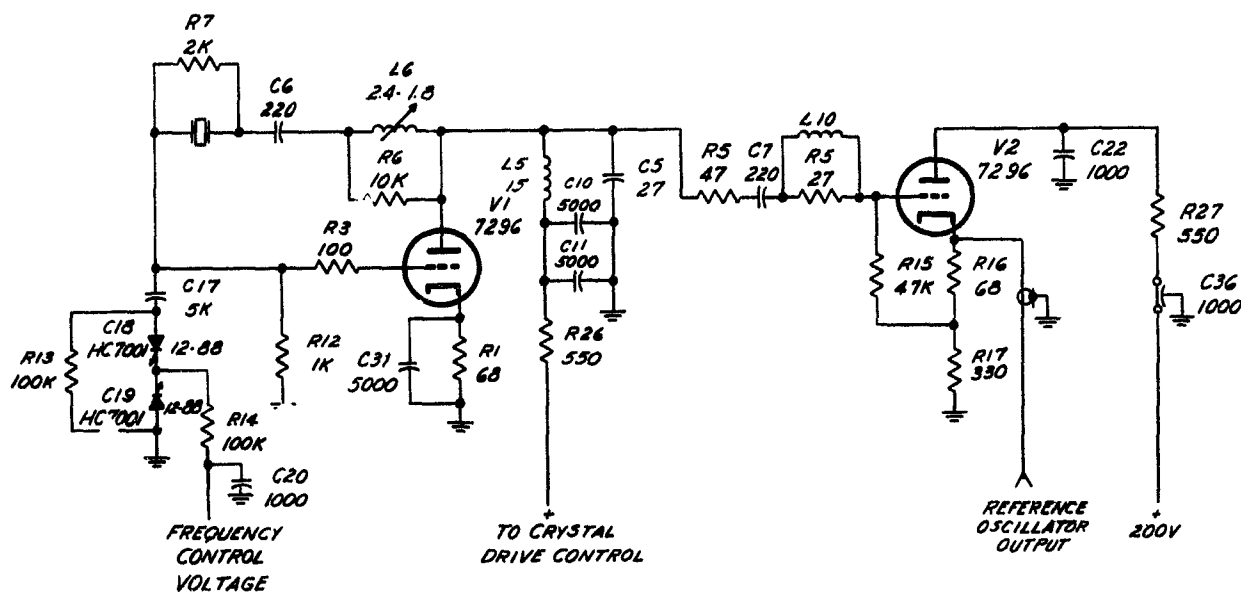 R7
2K
C6
220
L6
2.4-1.8
R6
10K
V1
7296
R3
100
L5
15
C10
5000
C11
5000
C5
27
R5
47
C7
220
L10
R5
27
V2
7296
C22
1000
R27
550
C36
1000
R15
47K
R16
68
R17
330
C17
5K
C18
HC7001
12-88
R13
100K
C19
HC7001
12-88
R12
1K
C31
5000
R1
68
R26
550
R14
100K
C20
1000
FREQUENCY
CONTROL
VOLTAGE
+
TO CRYSTAL
DRIVE CONTROL
REFERENCE
OSCILLATOR
OUTPUT
+
200V